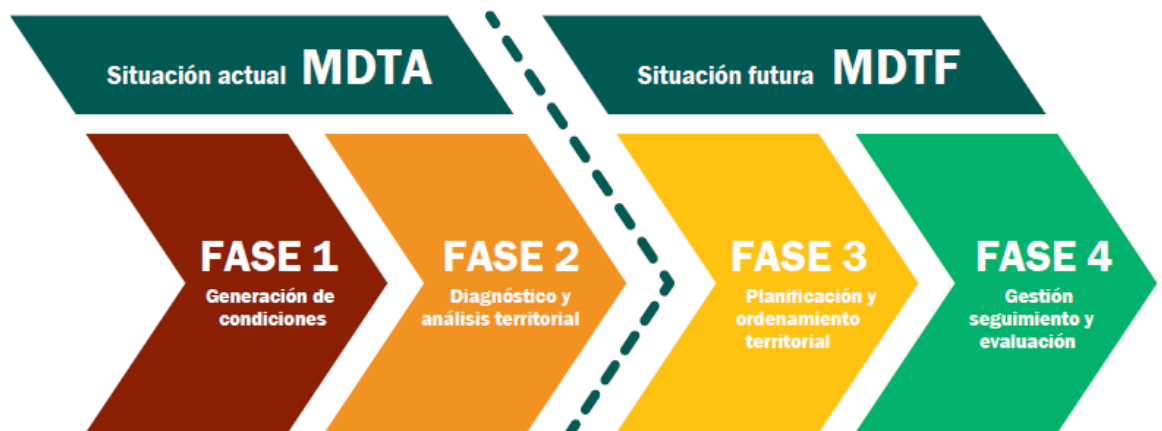 Situación actual MDTA
Situación futura MDTF
FASE 1
Generación de
condiciones
FASE 2
Diagnóstico y
análisis territorial
FASE 3
Planificación y
ordenamiento
territorial
FASE 4
Gestión
seguimiento y
evaluación